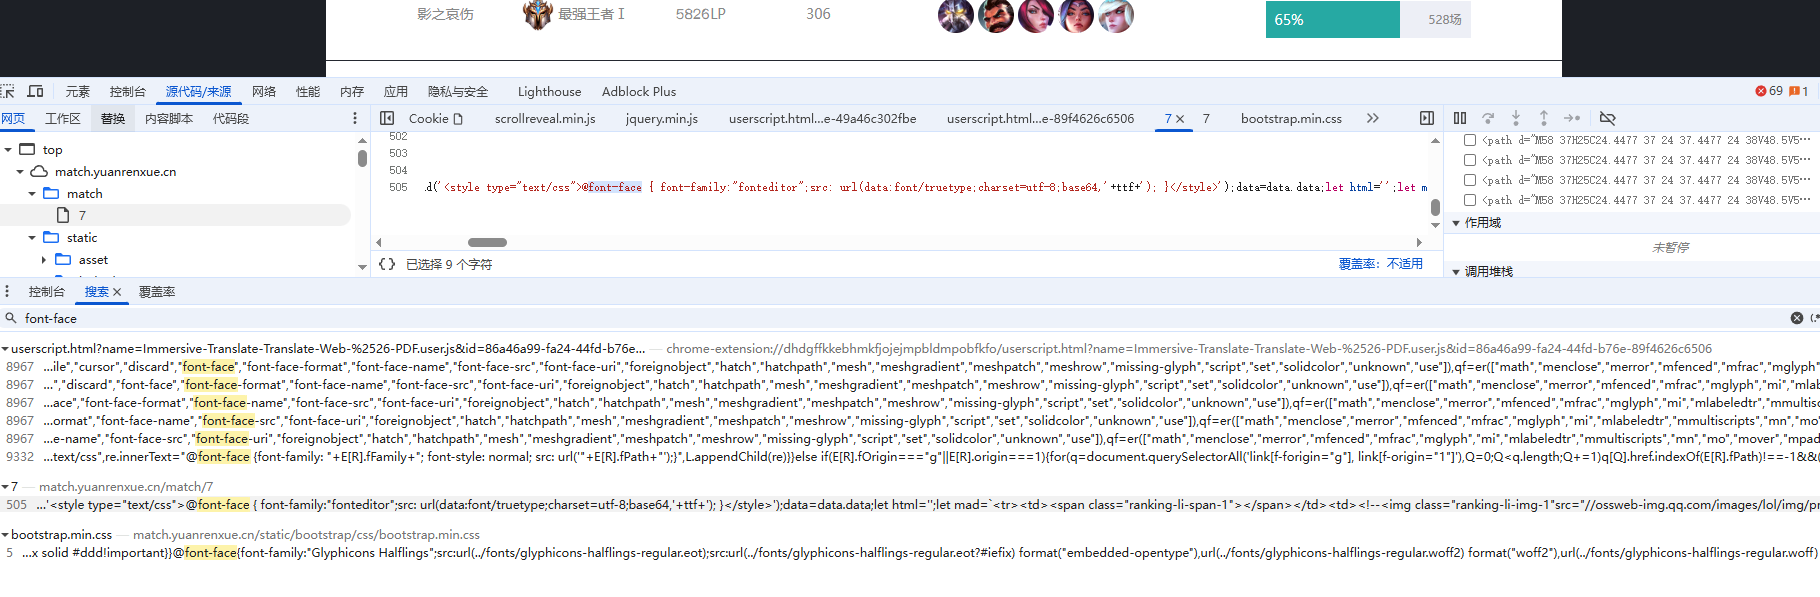 影之哀伤 最强王者 I 5826LP 306 65% 528场
元素 控制台 源代码/来源 网络 性能 内存 应用 隐私与安全 Lighthouse Adblock Plus 69 1
网页 工作区 替换 内容脚本 代码段 Cookie scrollreveal.min.js jquery.min.js userscript.html...e-49a46c302fbe userscript.html...e-89f4626c6506 7 7 bootstrap.min.css
top
match.yuanrenxue.cn
match
7
static
asset
502
503
504
505 .d('<style type="text/css">@font-face { font-family:"fonteditor";src: url(data:font/truetype;charset=utf-8;base64,'+ttf+'); }</style>');data=data.data;let html='';let m
{} 已选择 9 个字符 覆盖率：不适用
<path d="M58 37H25C24.4477 37 24 37.4477 24 38V48.5V5…
<path d="M58 37H25C24.4477 37 24 37.4477 24 38V48.5V5…
<path d="M58 37H25C24.4477 37 24 37.4477 24 38V48.5V5…
<path d="M58 37H25C24.4477 37 24 37.4477 24 38V48.5V5…
作用域
未暂停
调用堆栈
控制台 搜索 覆盖率
font-face
userscript.html?name=Immersive-Translate-Translate-Web-%2526-PDF.user.js&id=86a46a99-fa24-44fd-b76e... — chrome-extension://dhdgffkkebhmkfjojejmpbldmpobfkfo/userscript.html?name=Immersive-Translate-Translate-Web-%2526-PDF.user.js&id=86a46a99-fa24-44fd-b76e-89f4626c6506
8967 ...ile","cursor","discard","font-face","font-face-format","font-face-name","font-face-src","font-face-uri","foreignobject","hatch","hatchpath","mesh","meshgradient","meshpatch","meshrow","missing-glyph","script","set","solidcolor","unknown","use"]),qf=er(["math","menclose","merror","mfenced","mfrac","mglyph
8967 ...","discard","font-face","font-face-format","font-face-name","font-face-src","font-face-uri","foreignobject","hatch","hatchpath","mesh","meshgradient","meshpatch","meshrow","missing-glyph","script","set","solidcolor","unknown","use"]),qf=er(["math","menclose","merror","mfenced","mfrac","mglyph","mi","mlab
8967 ...ace","font-face-format","font-face-name","font-face-src","font-face-uri","foreignobject","hatch","hatchpath","mesh","meshgradient","meshpatch","meshrow","missing-glyph","script","set","solidcolor","unknown","use"]),qf=er(["math","menclose","merror","mfenced","mfrac","mglyph","mi","mlabeledtr","mmultisc
8967 ...ormat","font-face-name","font-face-src","font-face-uri","foreignobject","hatch","hatchpath","mesh","meshgradient","meshpatch","meshrow","missing-glyph","script","set","solidcolor","unknown","use"]),qf=er(["math","menclose","merror","mfenced","mfrac","mglyph","mi","mlabeledtr","mmultiscripts","mn","mo"
8967 ...e-name","font-face-src","font-face-uri","foreignobject","hatch","hatchpath","mesh","meshgradient","meshpatch","meshrow","missing-glyph","script","set","solidcolor","unknown","use"]),qf=er(["math","menclose","merror","mfenced","mfrac","mglyph","mi","mlabeledtr","mmultiscripts","mn","mo","mover","mpad
9332 ...text/css",re.innerText="@font-face {font-family: "+E[R].fFamily+"; font-style: normal; src: url('"+E[R].fPath+"');}",L.appendChild(re)}}else if(E[R].fOrigin==="g"||E[R].origin===1){for(q=document.querySelectorAll('link[f-forigin="g"], link[f-origin="1"]'),Q=0;Q<q.length;Q+=1)q[Q].href.indexOf(E[R].fPath)!==-1&&(
7 — match.yuanrenxue.cn/match/7
505 ...'<style type="text/css">@font-face { font-family:"fonteditor";src: url(data:font/truetype;charset=utf-8;base64,'+ttf+'); }</style>');data=data.data;let html='';let mad=`<tr><td><span class="ranking-li-span-1"></span></td><td><!--<img class="ranking-li-img-1"src="//ossweb-img.qq.com/images/lol/img/pr
bootstrap.min.css — match.yuanrenxue.cn/static/bootstrap/css/bootstrap.min.css
5 ...x solid #ddd!important}}@font-face{font-family:"Glyphicons Halflings";src:url(../fonts/glyphicons-halflings-regular.eot);src:url(../fonts/glyphicons-halflings-regular.eot?#iefix) format("embedded-opentype"),url(../fonts/glyphicons-halflings-regular.woff2) format("woff2"),url(../fonts/glyphicons-halflings-regular.woff)